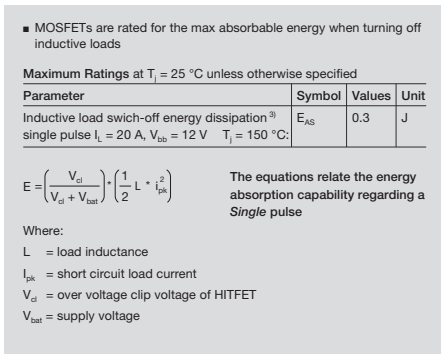 ■ MOSFETs are rated for the max absorbable energy when turning off
inductive loads
Maximum Ratings at Tj = 25 °C unless otherwise specified
Parameter Symbol Values Unit
Inductive load swich-off energy dissipation 3) EAS 0.3 J
single pulse IL = 20 A, Vbb = 12 V Tj = 150 °C:
E = (Vcl / (Vcl + Vbat)) * (1/2 L * i²pk)
The equations relate the energy
absorption capability regarding a
Single pulse
Where:
L = load inductance
Ipk = short circuit load current
Vcl = over voltage clip voltage of HITFET
Vbat = supply voltage